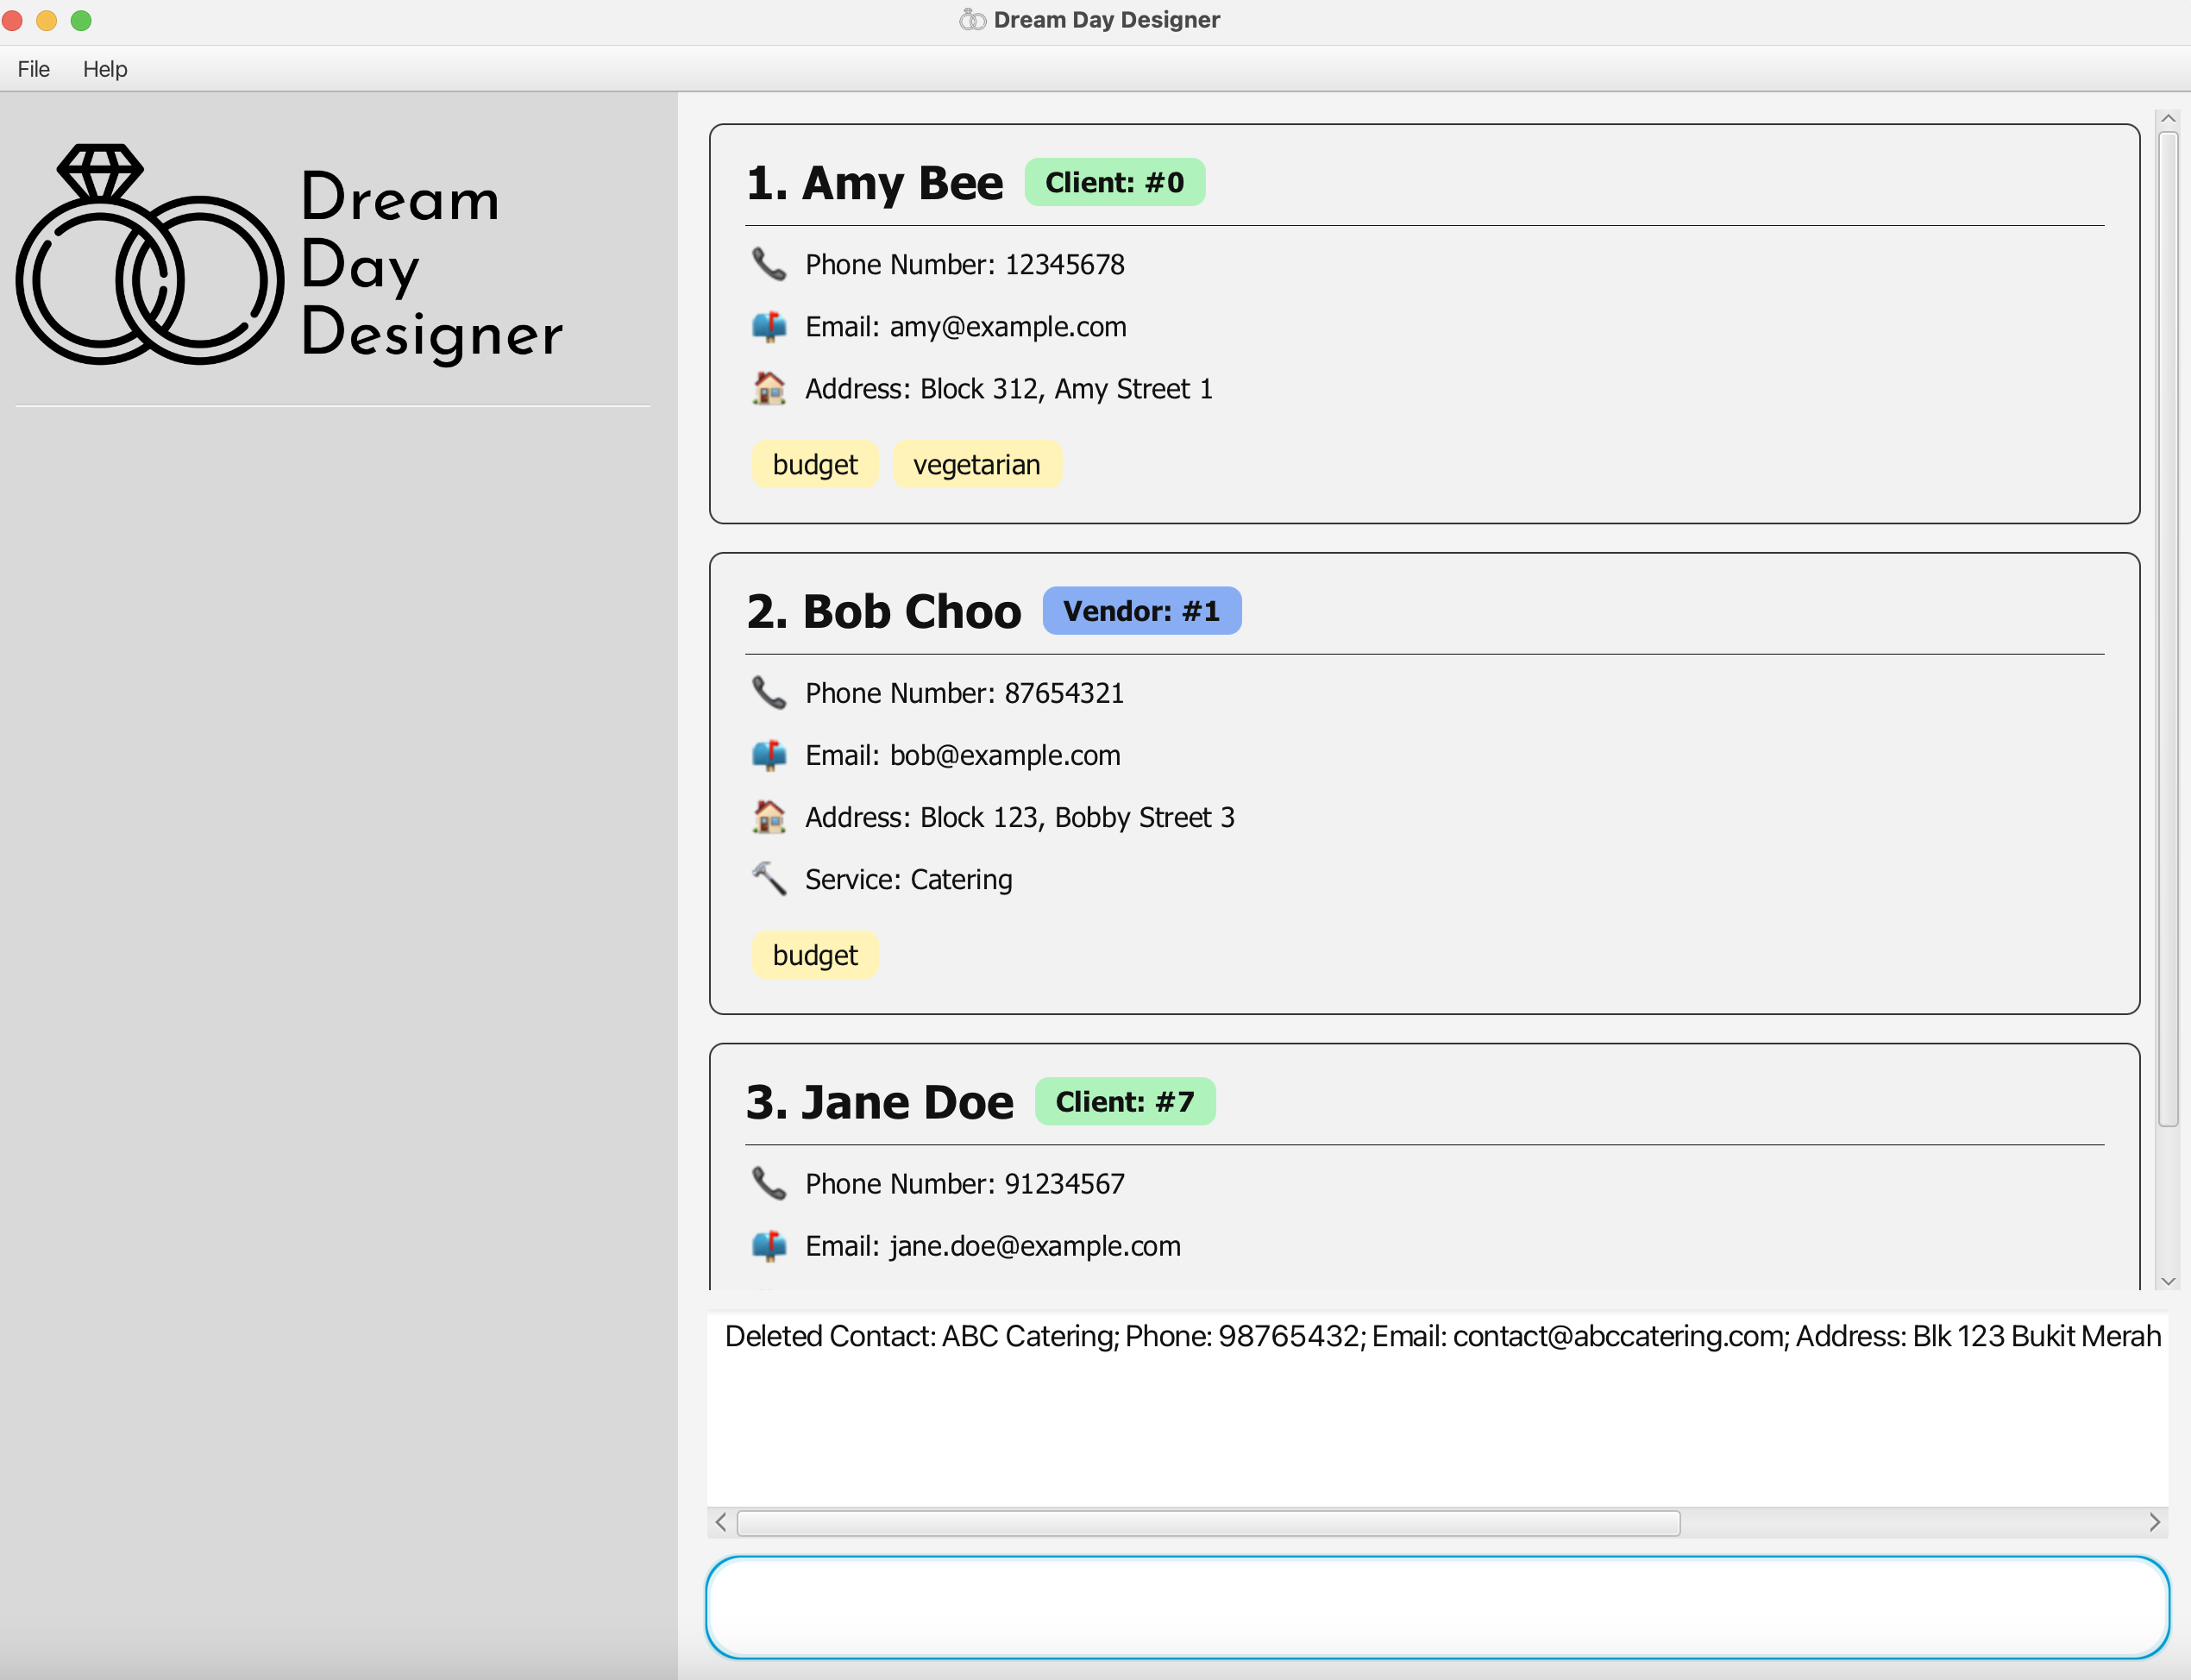 Dream Day Designer
File Help
Dream
Day
Designer
1. Amy Bee Client: #0
Phone Number: 12345678
Email: amy@example.com
Address: Block 312, Amy Street 1
budget vegetarian
2. Bob Choo Vendor: #1
Phone Number: 87654321
Email: bob@example.com
Address: Block 123, Bobby Street 3
Service: Catering
budget
3. Jane Doe Client: #7
Phone Number: 91234567
Email: jane.doe@example.com
Deleted Contact: ABC Catering; Phone: 98765432; Email: contact@abccatering.com; Address: Blk 123 Bukit Merah